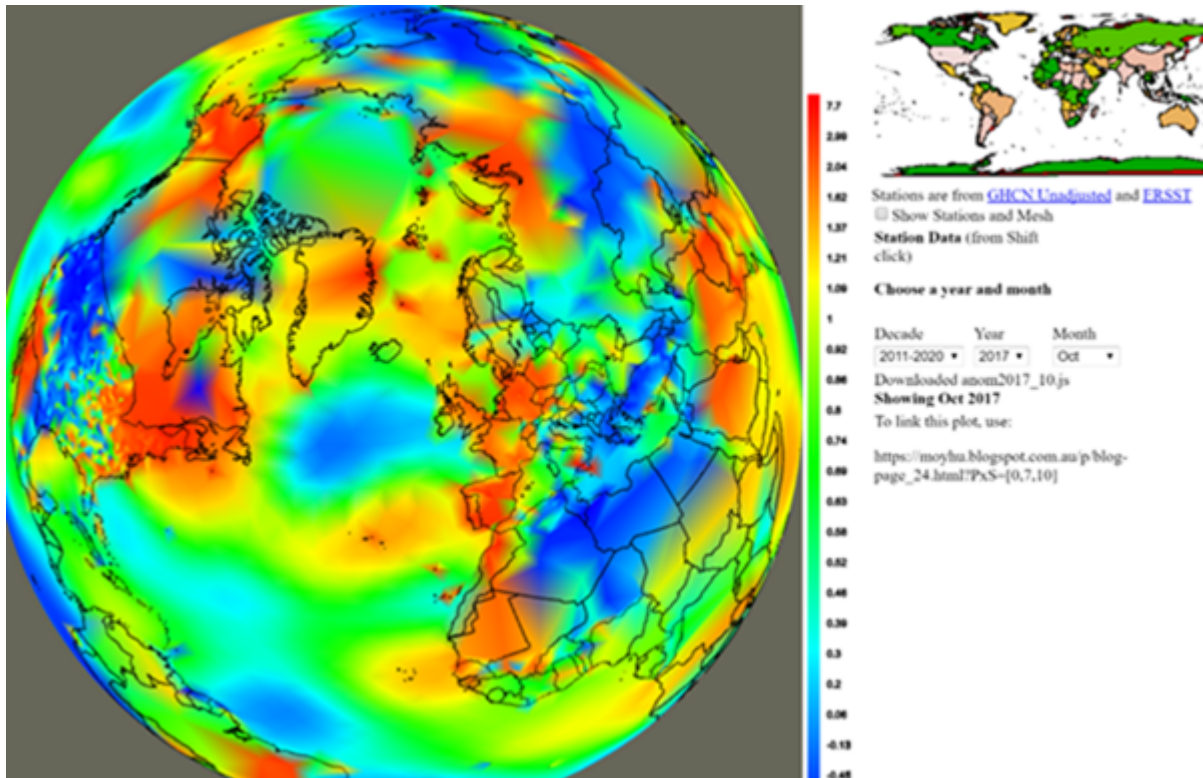 7.7
2.99
2.04
1.62
1.37
1.21
1.09
1
0.92
0.86
0.8
0.74
0.69
0.63
0.58
0.52
0.46
0.39
0.3
0.2
0.06
-0.13
Stations are from GHCN Unadjusted and ERSST
Show Stations and Mesh
Station Data (from Shift
click)
Choose a year and month
Decade Year Month
2011-2020 2017 Oct
Downloaded anom2017_10.js
Showing Oct 2017
To link this plot, use:
https://moyhu.blogspot.com.au/p/blog-
page_24.html?PxS=[0,7,10]